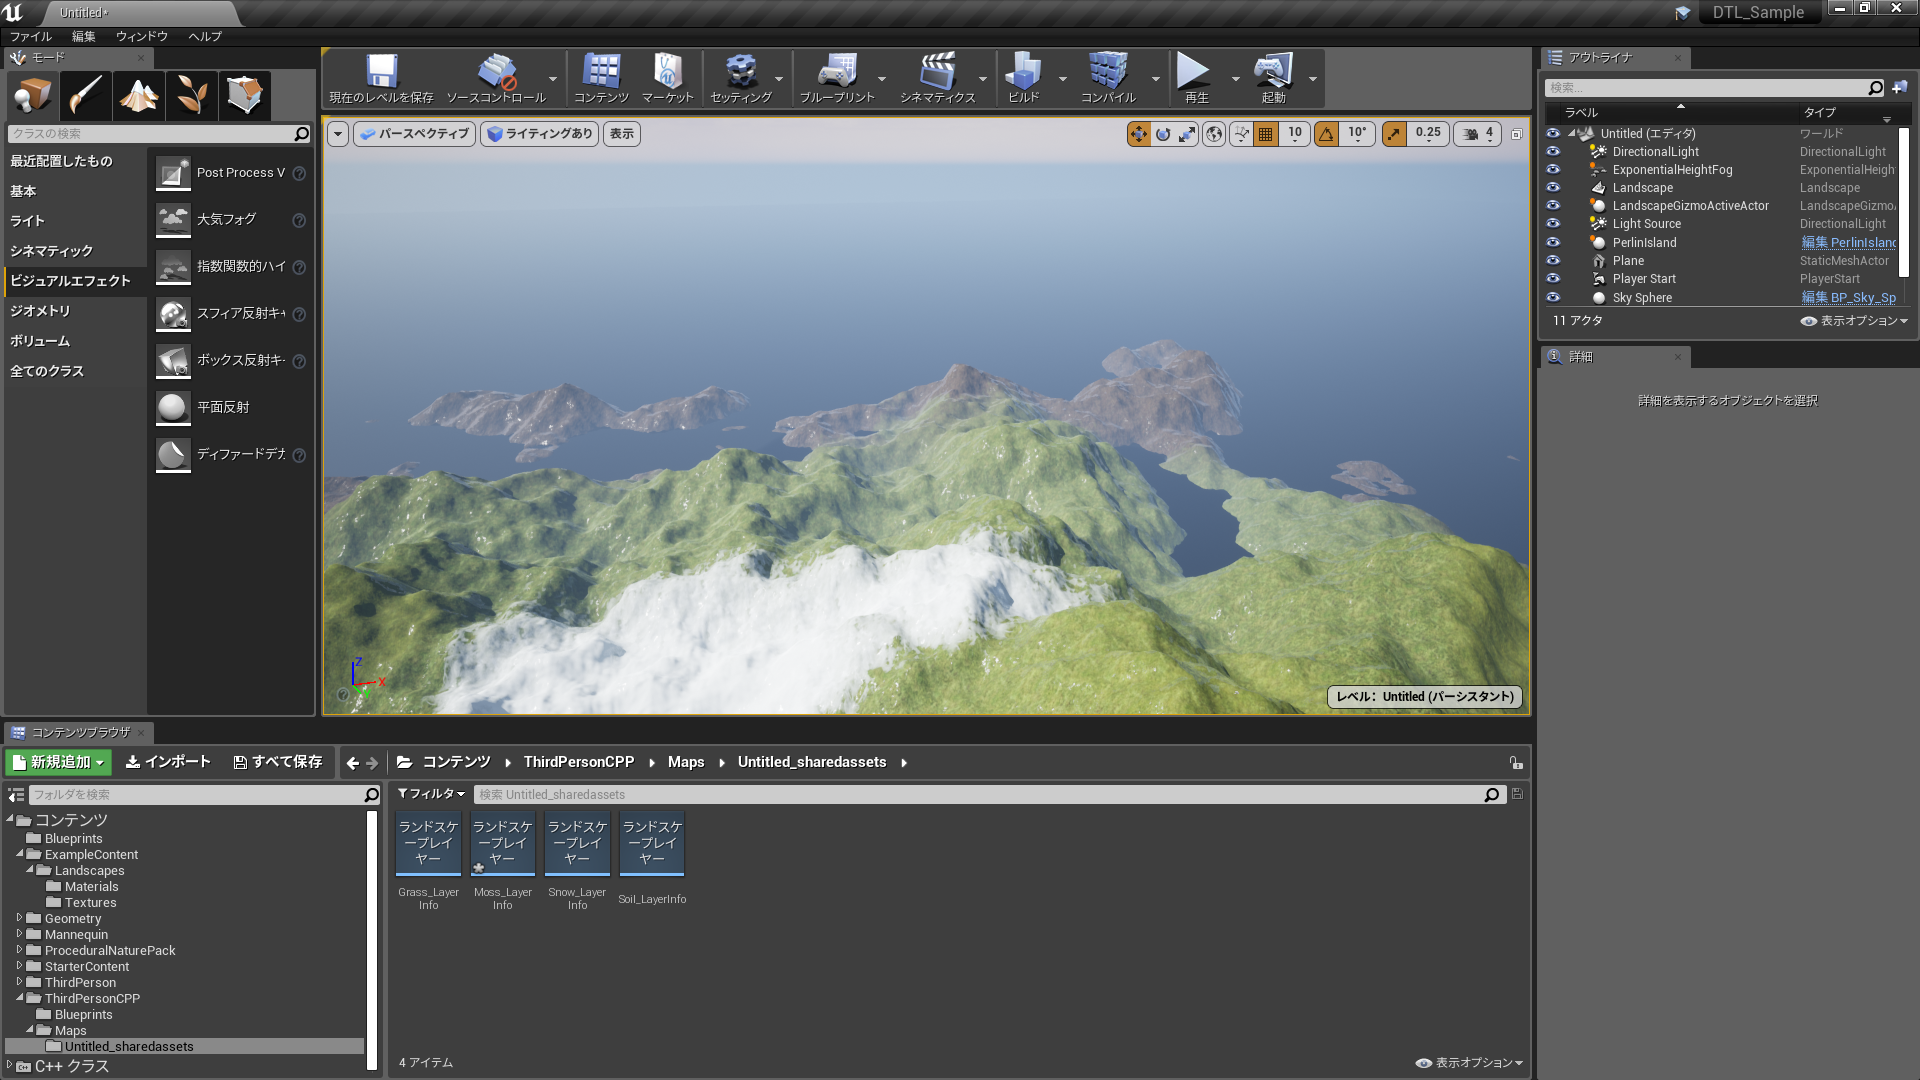 Untitled*
DTL_Sample
ファイル
編集
ウィンドウ
ヘルプ
モード
クラスの検索
最近配置したもの
基本
ライト
シネマティック
ビジュアルエフェクト
ジオメトリ
ボリューム
全てのクラス
Post Process V
大気フォグ
指数関数的ハイ
スフィア反射キャ
ボックス反射キ
平面反射
ディファードデカ
現在のレベルを保存
ソースコントロール
コンテンツ
マーケット
セッティング
ブループリント
シネマティクス
ビルド
コンパイル
再生
起動
パースペクティブ
ライティングあり
表示
10
10°
0.25
4
Z
X
Y
レベル: Untitled (パーシスタント)
アウトライナ
検索...
ラベル
タイプ
Untitled (エディタ) ワールド
DirectionalLight DirectionalLight
ExponentialHeightFog ExponentialHeigh
Landscape Landscape
LandscapeGizmoActiveActor LandscapeGizmoA
Light Source DirectionalLight
PerlinIsland 編集 PerlinIslanc
Plane StaticMeshActor
Player Start PlayerStart
Sky Sphere 編集 BP_Sky_Sp
11 アクタ
表示オプション
詳細
詳細を表示するオブジェクトを選択
コンテンツブラウザ
新規追加
インポート
すべて保存
コンテンツ
ThirdPersonCPP
Maps
Untitled_sharedassets
フォルダを検索
コンテンツ
Blueprints
ExampleContent
Landscapes
Materials
Textures
Geometry
Mannequin
ProceduralNaturePack
StarterContent
ThirdPerson
ThirdPersonCPP
Blueprints
Maps
Untitled_sharedassets
C++ クラス
フィルタ
検索 Untitled_sharedassets
ランドスケ
ープレイ
ヤー
Grass_Layer
Info
ランドスケ
ープレイ
ヤー
Moss_Layer
Info
ランドスケ
ープレイ
ヤー
Snow_Layer
Info
ランドスケ
ープレイ
ヤー
Soil_LayerInfo
4 アイテム
表示オプション